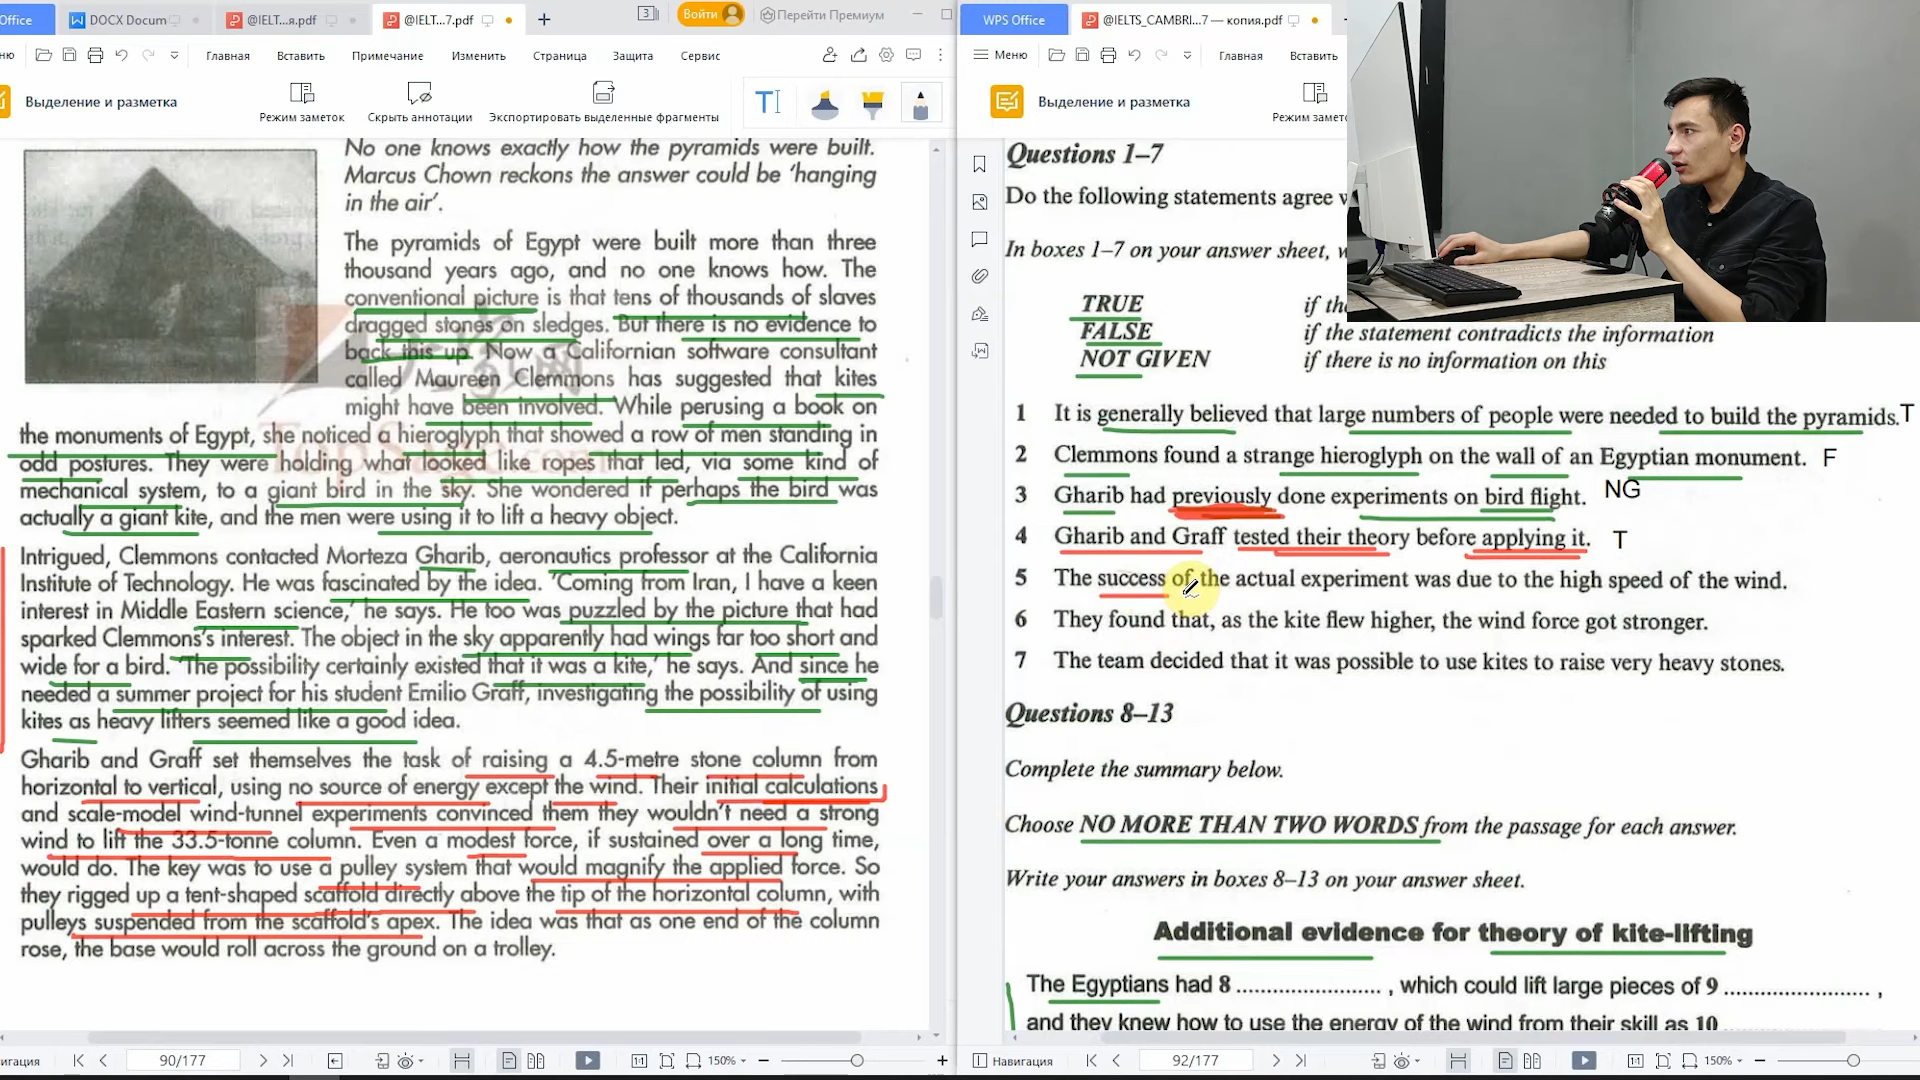 Office
DOCX Docum
@IELT...я.pdf
@IELT...7.pdf
3
Войти
Перейти Премиум
ню
Главная
Вставить
Примечание
Изменить
Страница
Защита
Сервис
Выделение и разметка
Режим заметок
Скрыть аннотации
Экспортировать выделенные фрагменты
No one knows exactly how the pyramids were built.
Marcus Chown reckons the answer could be ‘hanging
in the air’.
The pyramids of Egypt were built more than three
thousand years ago, and no one knows how. The
conventional picture is that tens of thousands of slaves
dragged stones on sledges. But there is no evidence to
back this up. Now a Californian software consultant
called Maureen Clemmons has suggested that kites
might have been involved. While perusing a book on
the monuments of Egypt, she noticed a hieroglyph that showed a row of men standing in
odd postures. They were holding what looked like ropes that led, via some kind of
mechanical system, to a giant bird in the sky. She wondered if perhaps the bird was
actually a giant kite, and the men were using it to lift a heavy object.
Intrigued, Clemmons contacted Morteza Gharib, aeronautics professor at the California
Institute of Technology. He was fascinated by the idea. ‘Coming from Iran, I have a keen
interest in Middle Eastern science,’ he says. He too was puzzled by the picture that had
sparked Clemmons’s interest. The object in the sky apparently had wings far too short and
wide for a bird. ‘The possibility certainly existed that it was a kite,’ he says. And since he
needed a summer project for his student Emilio Graff, investigating the possibility of using
kites as heavy lifters seemed like a good idea.
Gharib and Graff set themselves the task of raising a 4.5-metre stone column from
horizontal to vertical, using no source of energy except the wind. Their initial calculations
and scale-model wind-tunnel experiments convinced them they wouldn’t need a strong
wind to lift the 33.5-tonne column. Even a modest force, if sustained over a long time,
would do. The key was to use a pulley system that would magnify the applied force. So
they rigged up a tent-shaped scaffold directly above the tip of the horizontal column, with
pulleys suspended from the scaffold’s apex. The idea was that as one end of the column
rose, the base would roll across the ground on a trolley.
TopSage.com
вигация
90/177
150%
WPS Office
@IELTS_CAMBRI...7 — копия.pdf
Меню
Главная
Вставить
Выделение и разметка
Режим замето
Questions 1–7
Do the following statements agree
In boxes 1–7 on your answer sheet,
TRUE if the
FALSE if the statement contradicts the information
NOT GIVEN if there is no information on this
1 It is generally believed that large numbers of people were needed to build the pyramids. T
2 Clemmons found a strange hieroglyph on the wall of an Egyptian monument. F
3 Gharib had previously done experiments on bird flight. NG
4 Gharib and Graff tested their theory before applying it. T
5 The success of the actual experiment was due to the high speed of the wind.
6 They found that, as the kite flew higher, the wind force got stronger.
7 The team decided that it was possible to use kites to raise very heavy stones.
Questions 8–13
Complete the summary below.
Choose NO MORE THAN TWO WORDS from the passage for each answer.
Write your answers in boxes 8–13 on your answer sheet.
Additional evidence for theory of kite-lifting
The Egyptians had 8 ........................ , which could lift large pieces of 9 ........................ ,
and they knew how to use the energy of the wind from their skill as 10
Навигация
92/177
150%